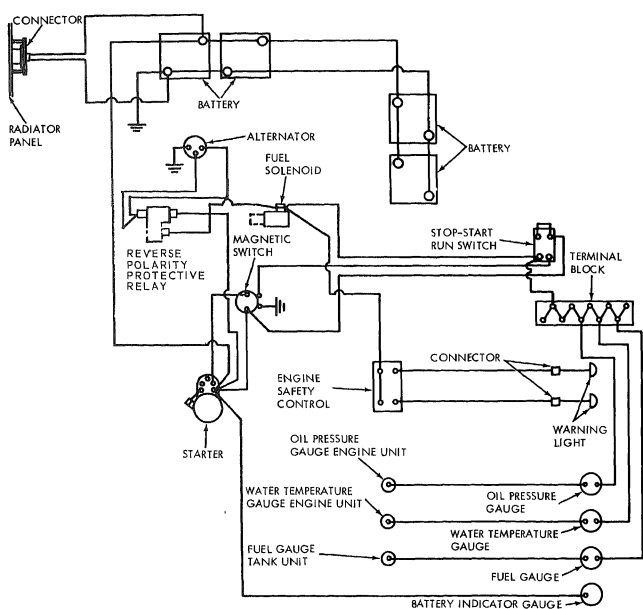 CONNECTOR
RADIATOR
PANEL
BATTERY
BATTERY
ALTERNATOR
FUEL
SOLENOID
REVERSE
POLARITY
PROTECTIVE
RELAY
MAGNETIC
SWITCH
STOP-START
RUN SWITCH
TERMINAL
BLOCK
CONNECTOR
ENGINE
SAFETY
CONTROL
WARNING
LIGHT
STARTER
OIL PRESSURE
GAUGE ENGINE UNIT
OIL PRESSURE
GAUGE
WATER TEMPERATURE
GAUGE ENGINE UNIT
WATER TEMPERATURE
GAUGE
FUEL GAUGE
TANK UNIT
FUEL GAUGE
BATTERY INDICATOR GAUGE